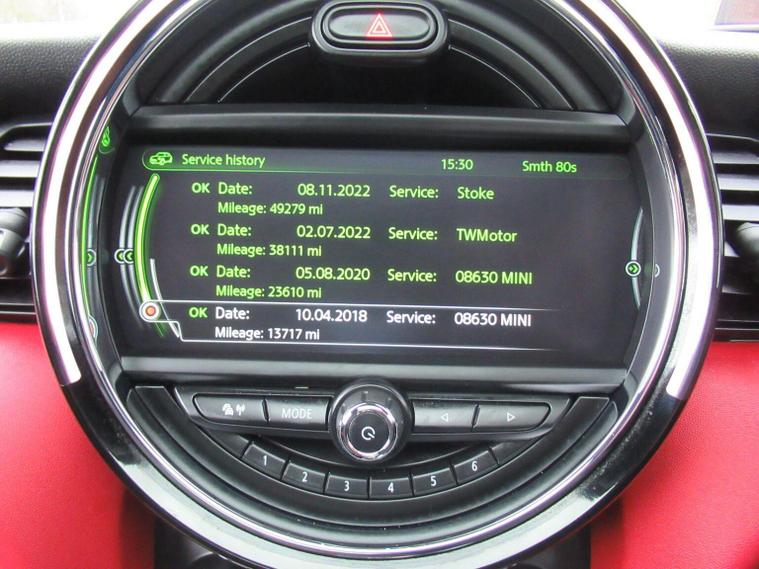 Service history 15:30 Smth 80s
OK Date: 08.11.2022 Service: Stoke
Mileage: 49279 mi
OK Date: 02.07.2022 Service: TWMotor
Mileage: 38111 mi
OK Date: 05.08.2020 Service: 08630 MINI
Mileage: 23610 mi
OK Date: 10.04.2018 Service: 08630 MINI
Mileage: 13717 mi
MODE
1 2 3 4 5 6